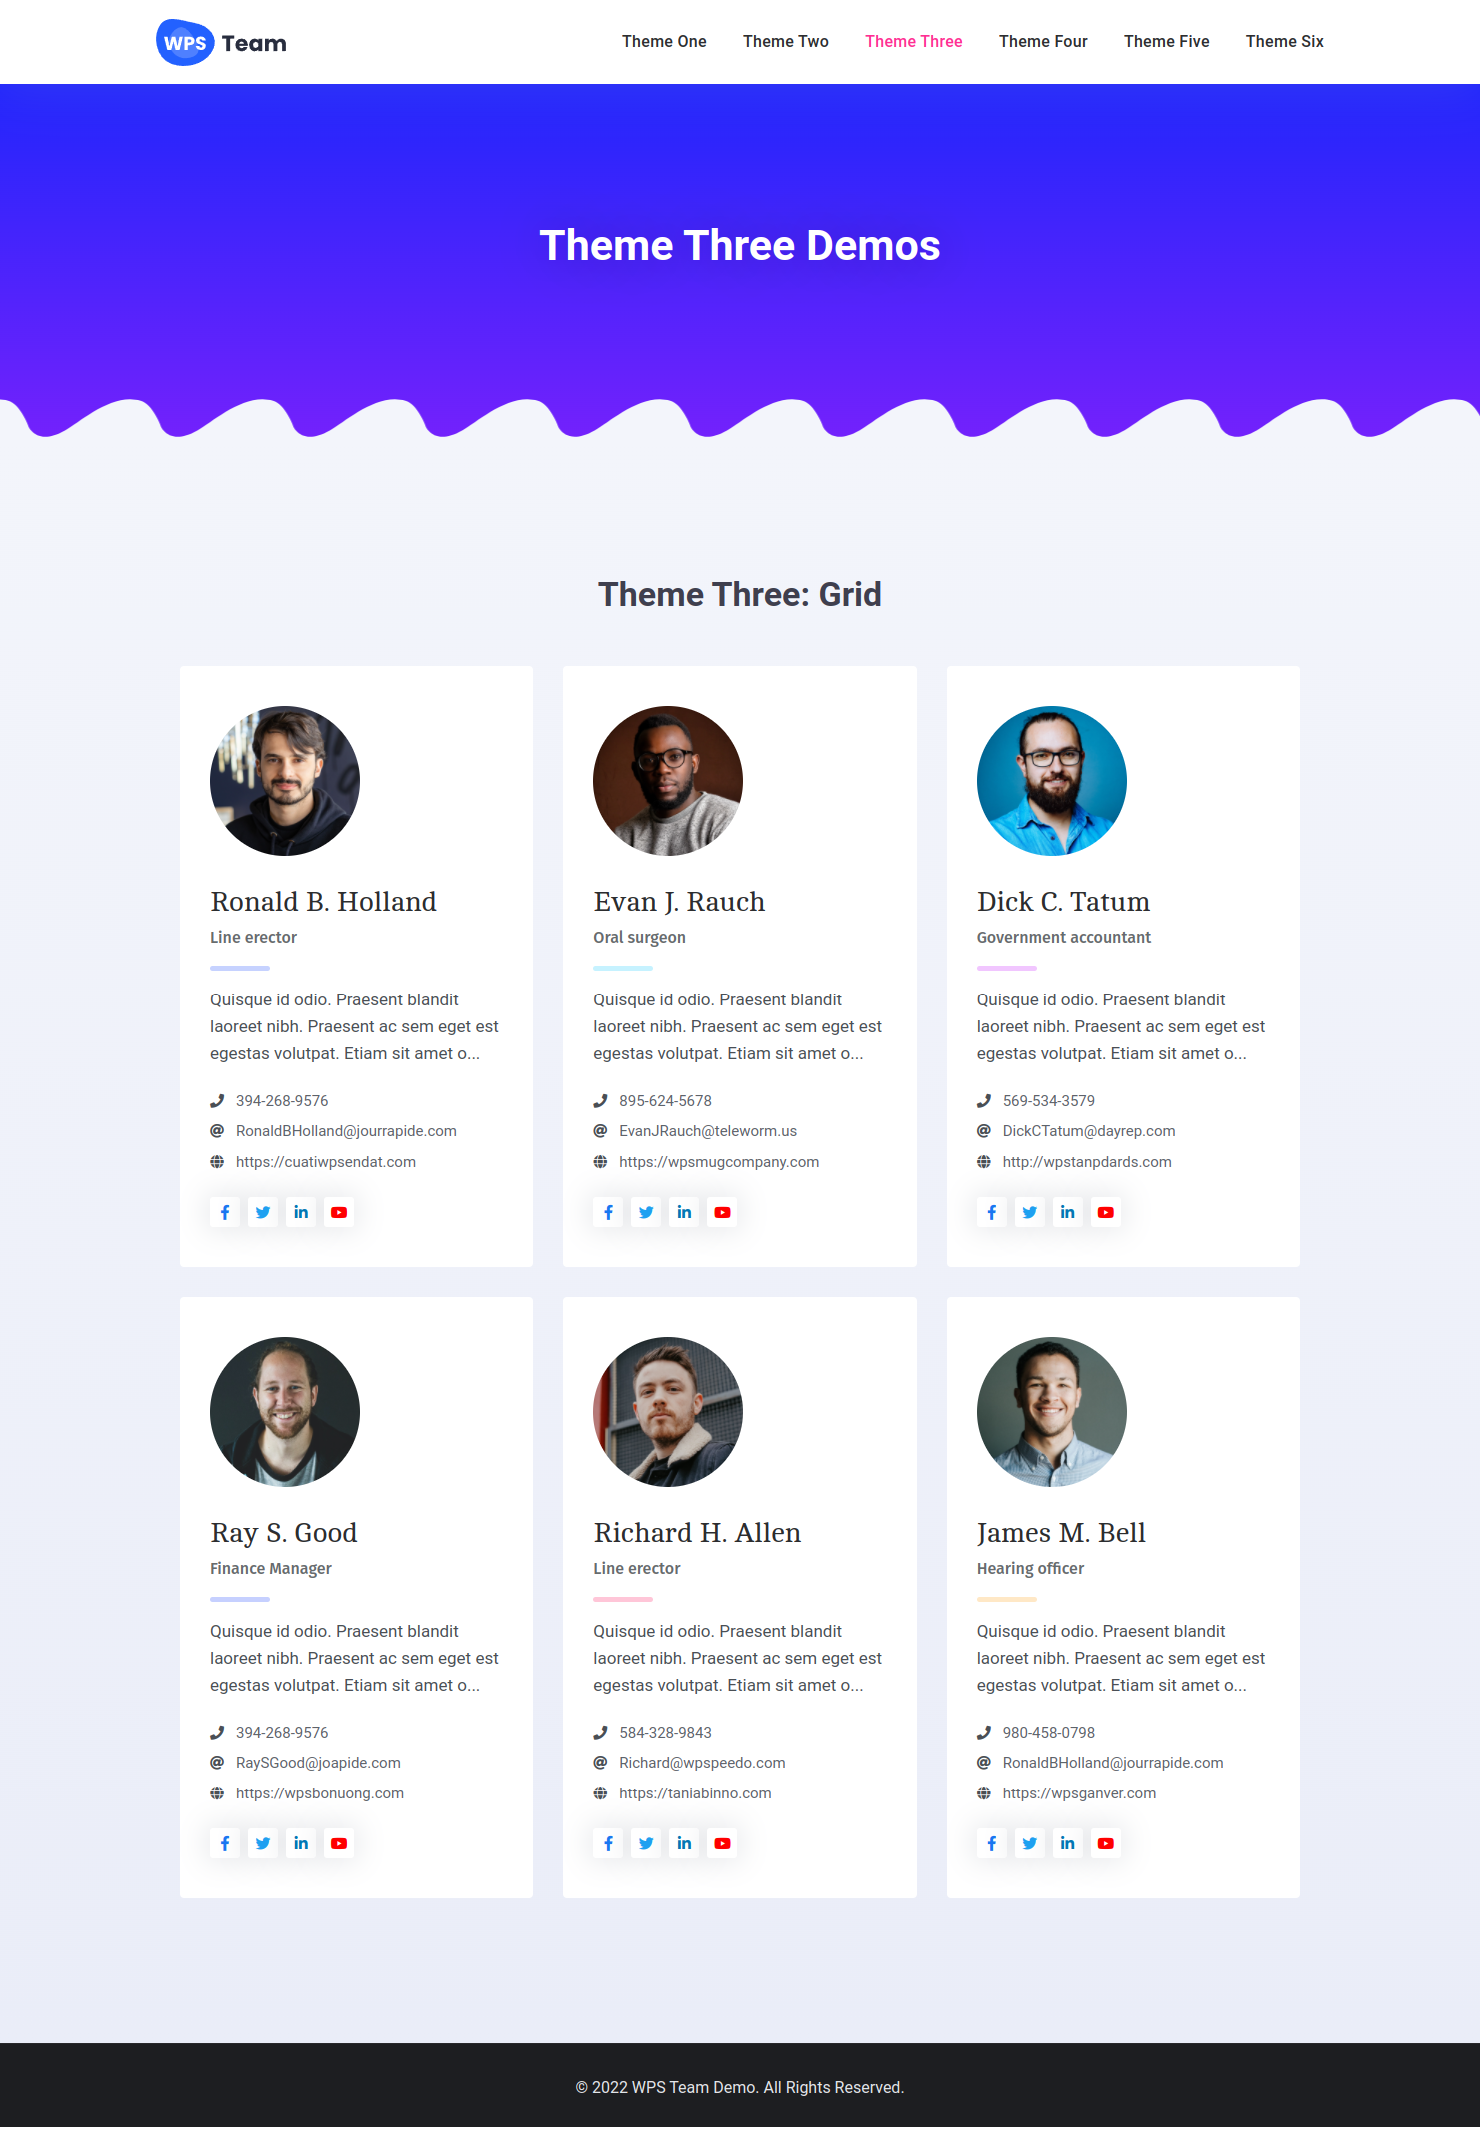 WPS Team
Theme One
Theme Two
Theme Three
Theme Four
Theme Five
Theme Six
Theme Three Demos
Theme Three: Grid
Ronald B. Holland
Line erector
Quisque id odio. Praesent blandit
laoreet nibh. Praesent ac sem eget est
egestas volutpat. Etiam sit amet o...
394-268-9576
RonaldBHolland@jourrapide.com
https://cuatiwpsendat.com
Evan J. Rauch
Oral surgeon
Quisque id odio. Praesent blandit
laoreet nibh. Praesent ac sem eget est
egestas volutpat. Etiam sit amet o...
895-624-5678
EvanJRauch@teleworm.us
https://wpsmugcompany.com
Dick C. Tatum
Government accountant
Quisque id odio. Praesent blandit
laoreet nibh. Praesent ac sem eget est
egestas volutpat. Etiam sit amet o...
569-534-3579
DickCTatum@dayrep.com
http://wpstanpdards.com
Ray S. Good
Finance Manager
Quisque id odio. Praesent blandit
laoreet nibh. Praesent ac sem eget est
egestas volutpat. Etiam sit amet o...
394-268-9576
RaySGood@joapide.com
https://wpsbonuong.com
Richard H. Allen
Line erector
Quisque id odio. Praesent blandit
laoreet nibh. Praesent ac sem eget est
egestas volutpat. Etiam sit amet o...
584-328-9843
Richard@wpspeedo.com
https://taniabinno.com
James M. Bell
Hearing officer
Quisque id odio. Praesent blandit
laoreet nibh. Praesent ac sem eget est
egestas volutpat. Etiam sit amet o...
980-458-0798
RonaldBHolland@jourrapide.com
https://wpsganver.com
© 2022 WPS Team Demo. All Rights Reserved.